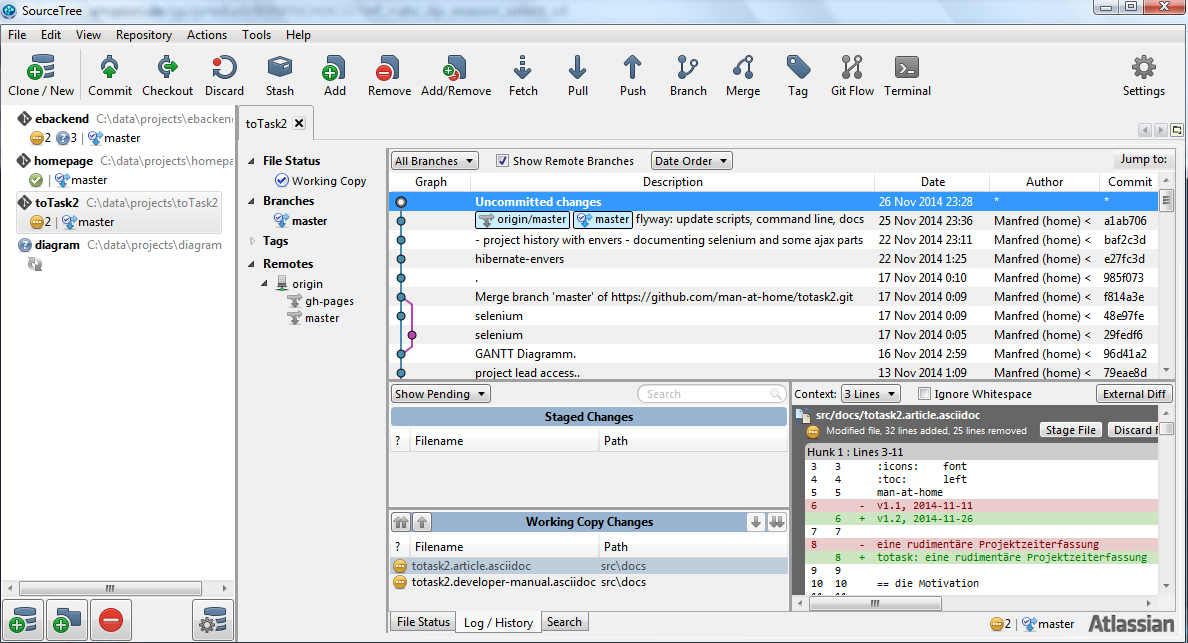 SourceTree
File Edit View Repository Actions Tools Help
Clone / New Commit Checkout Discard Stash Add Remove Add/Remove Fetch Pull Push Branch Merge Tag Git Flow Terminal Settings
ebackend C:\data\projects\ebackend
2 3 | master
homepage C:\data\projects\homepa
| master
toTask2 C:\data\projects\toTask2
2 | master
diagram C:\data\projects\diagram
toTask2
File Status
Working Copy
Branches
master
Tags
Remotes
origin
gh-pages
master
All Branches Show Remote Branches Date Order Jump to:
Graph Description Date Author Commit
Uncommitted changes 26 Nov 2014 23:28 * *
origin/master master flyway: update scripts, command line, docs 25 Nov 2014 23:36 Manfred (home) < a1ab706
- project history with envers - documenting selenium and some ajax parts 22 Nov 2014 23:11 Manfred (home) < baf2c3d
hibernate-envers 22 Nov 2014 1:25 Manfred (home) < e27fc3d
. 17 Nov 2014 0:10 Manfred (home) < 985f073
Merge branch 'master' of https://github.com/man-at-home/totask2.git 17 Nov 2014 0:09 Manfred (home) < f814a3e
selenium 17 Nov 2014 0:09 Manfred (home) < 48e97fe
selenium 17 Nov 2014 0:05 Manfred (home) < 29fedf6
GANTT Diagramm. 16 Nov 2014 2:59 Manfred (home) < 96d41a2
project lead access.. 13 Nov 2014 1:09 Manfred (home) < 79eae8d
Show Pending Search
Staged Changes
? Filename Path
Working Copy Changes
? Filename Path
totask2.article.asciidoc src\docs
totask2.developer-manual.asciidoc src\docs
Context: 3 Lines Ignore Whitespace External Diff
src/docs/totask2.article.asciidoc
Modified file, 32 lines added, 25 lines removed Stage File Discard F
Hunk 1 : Lines 3-11
3 3 :icons: font
4 4 :toc: left
5 5 man-at-home
6 - v1.1, 2014-11-11
6 + v1.2, 2014-11-26
7 7
8 - eine rudimentäre Projektzeiterfassung
8 + totask: eine rudimentäre Projektzeiterfassung
9 9
10 10 == die Motivation
File Status Log / History Search
2 | master Atlassian